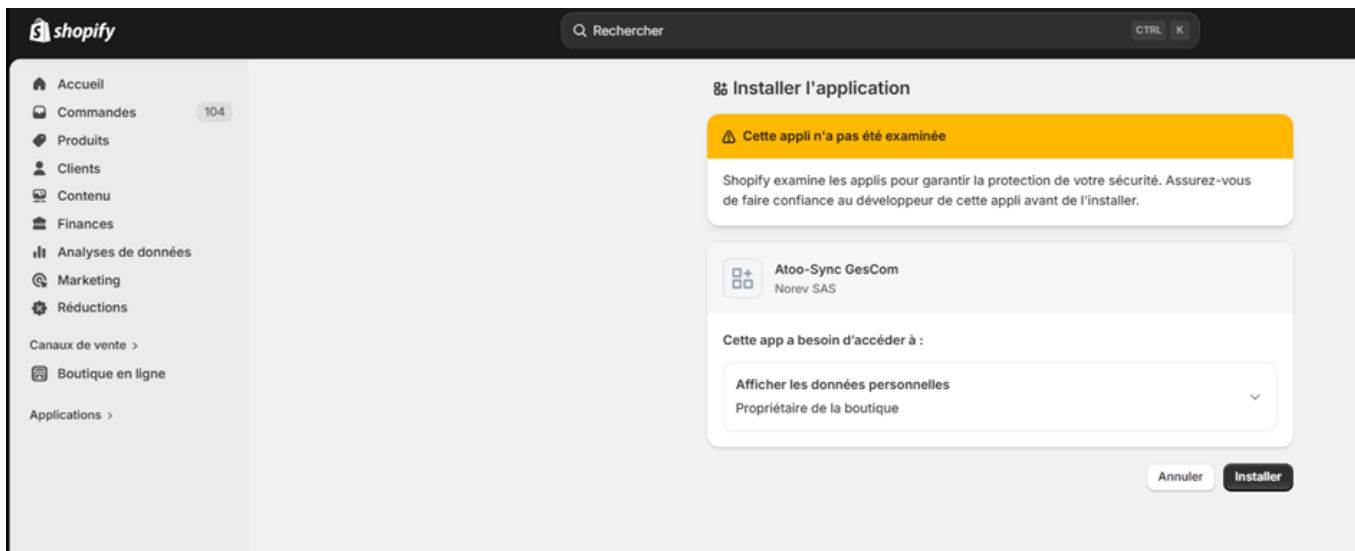 shopify
Rechercher
CTRL K
Accueil
Commandes 104
Produits
Clients
Contenu
Finances
Analyses de données
Marketing
Réductions
Canaux de vente >
Boutique en ligne
Applications >
Installer l'application
Cette appli n'a pas été examinée
Shopify examine les applis pour garantir la protection de votre sécurité. Assurez-vous
de faire confiance au développeur de cette appli avant de l'installer.
Atoo-Sync GesCom
Norev SAS
Cette app a besoin d'accéder à :
Afficher les données personnelles
Propriétaire de la boutique
Annuler
Installer